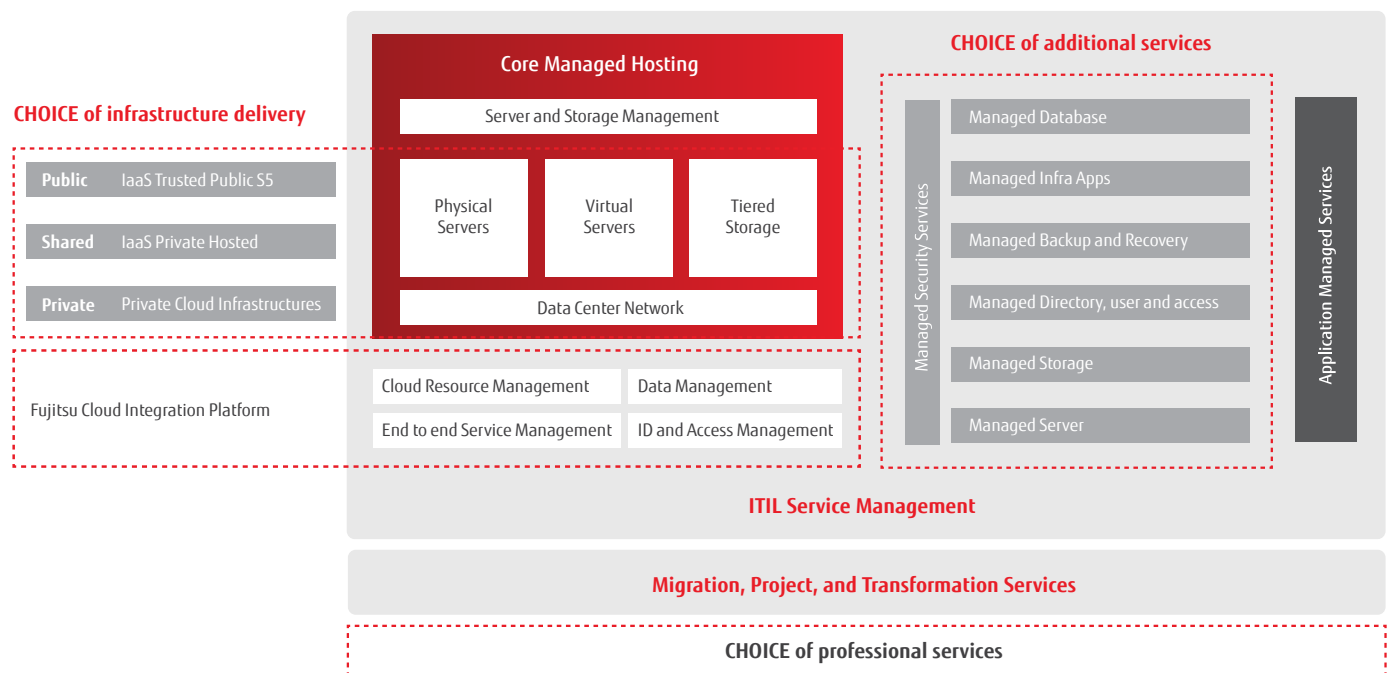 CHOICE of infrastructure delivery
Public IaaS Trusted Public S5
Shared IaaS Private Hosted
Private Private Cloud Infrastructures
Fujitsu Cloud Integration Platform
Core Managed Hosting
Server and Storage Management
Physical
Servers
Virtual
Servers
Tiered
Storage
Data Center Network
Cloud Resource Management
Data Management
End to end Service Management
ID and Access Management
CHOICE of additional services
Managed Security Services
Managed Database
Managed Infra Apps
Managed Backup and Recovery
Managed Directory, user and access
Managed Storage
Managed Server
Application Managed Services
ITIL Service Management
Migration, Project, and Transformation Services
CHOICE of professional services